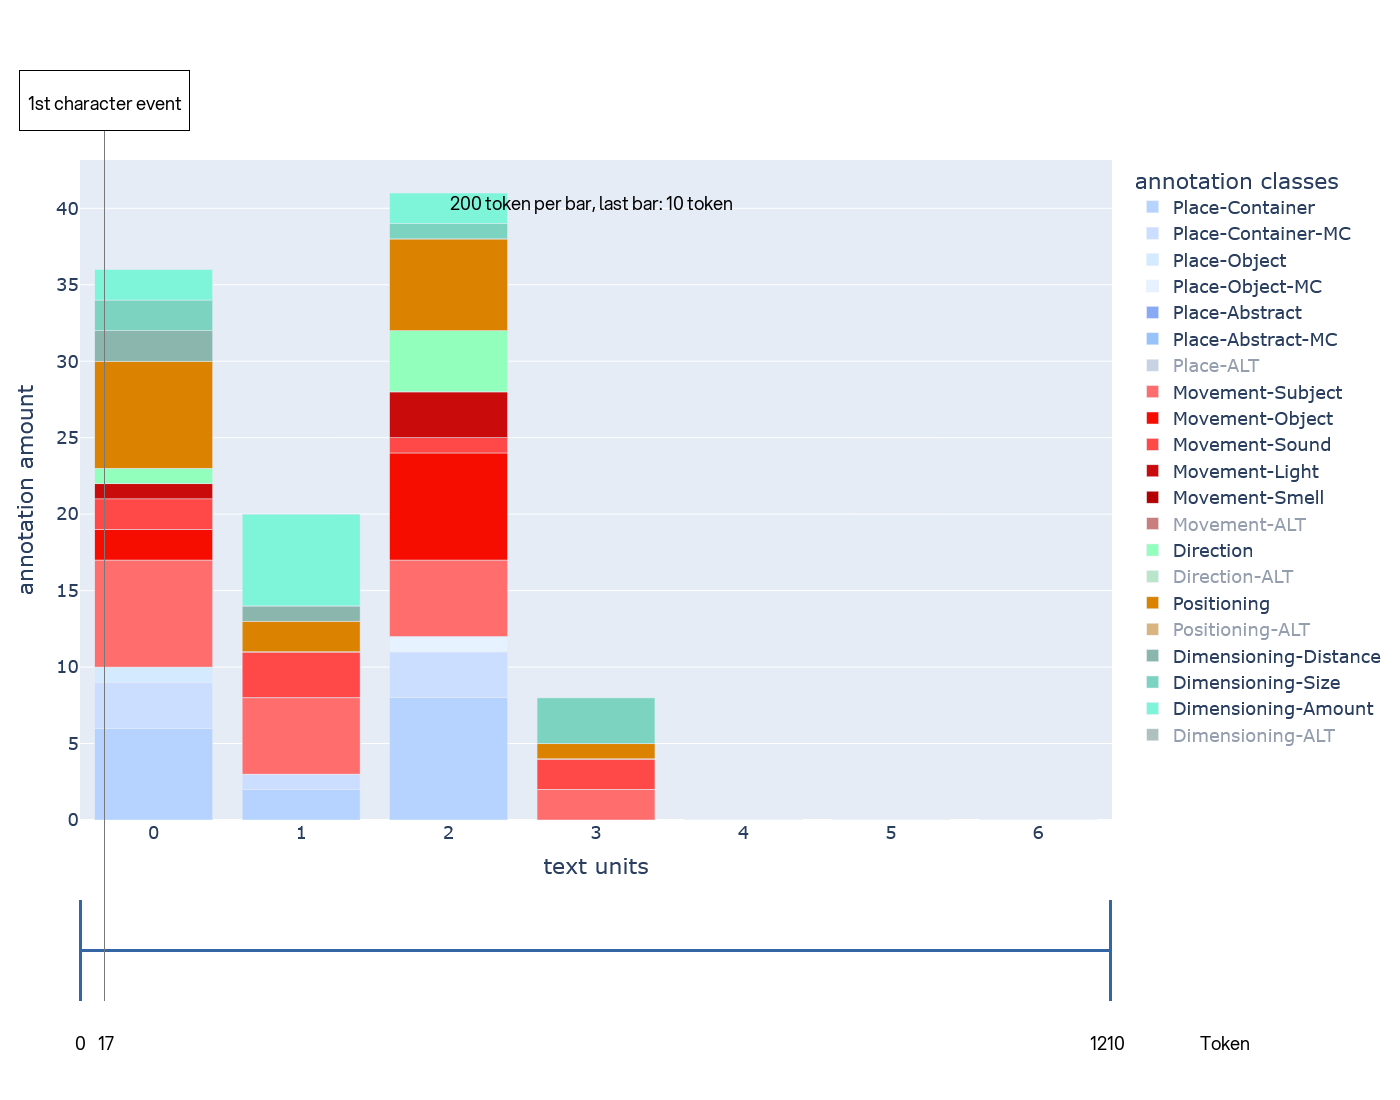 1st character event
200 token per bar, last bar: 10 token
annotation amount
40
35
30
25
20
15
10
5
0
0 1 2 3 4 5 6
text units
annotation classes
Place-Container
Place-Container-MC
Place-Object
Place-Object-MC
Place-Abstract
Place-Abstract-MC
Place-ALT
Movement-Subject
Movement-Object
Movement-Sound
Movement-Light
Movement-Smell
Movement-ALT
Direction
Direction-ALT
Positioning
Positioning-ALT
Dimensioning-Distance
Dimensioning-Size
Dimensioning-Amount
Dimensioning-ALT
0 17 1210 Token